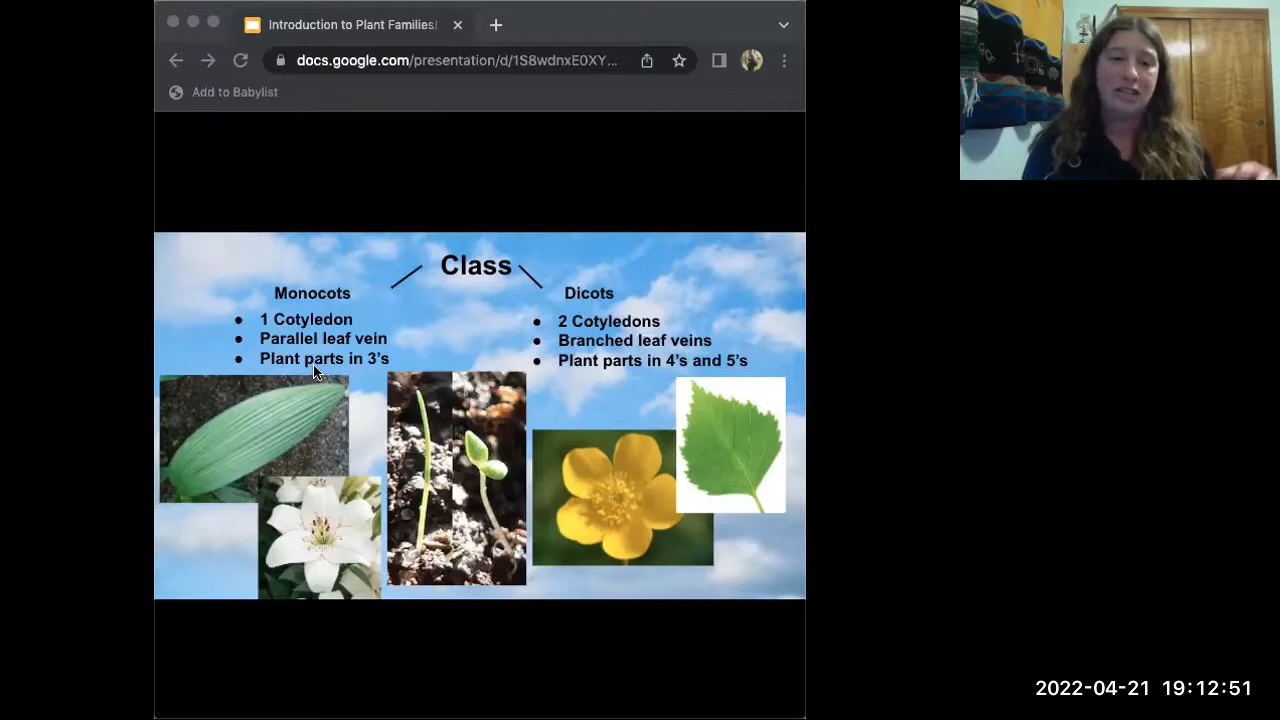 Introduction to Plant Families!
docs.google.com/presentation/d/1S8wdnxE0XY...
Add to Babylist
Class
Monocots
• 1 Cotyledon
• Parallel leaf vein
• Plant parts in 3's
Dicots
• 2 Cotyledons
• Branched leaf veins
• Plant parts in 4's and 5's
2022-04-21 19:12:51